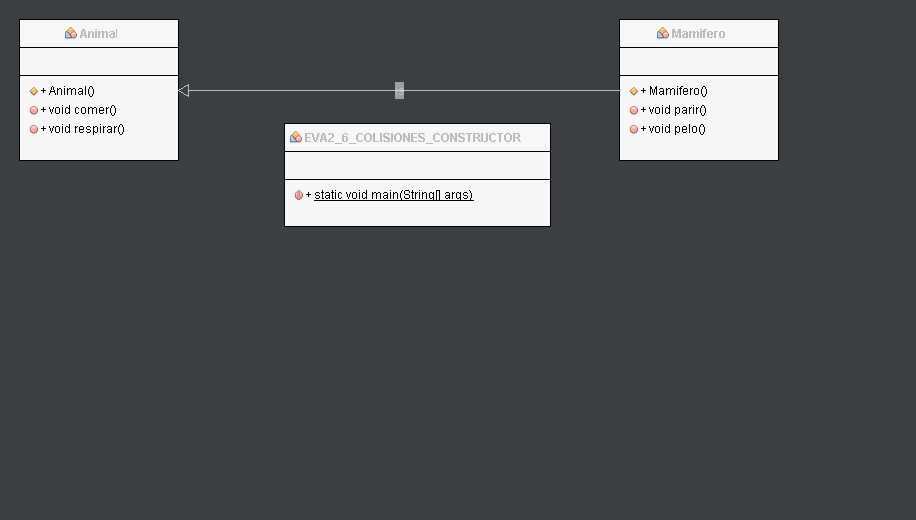 Animal
+ Animal()
+ void comer()
+ void respirar()
Mamifero
+ Mamifero()
+ void parir()
+ void pelo()
EVA2_6_COLISIONES_CONSTRUCTOR
+ static void main(String[] args)